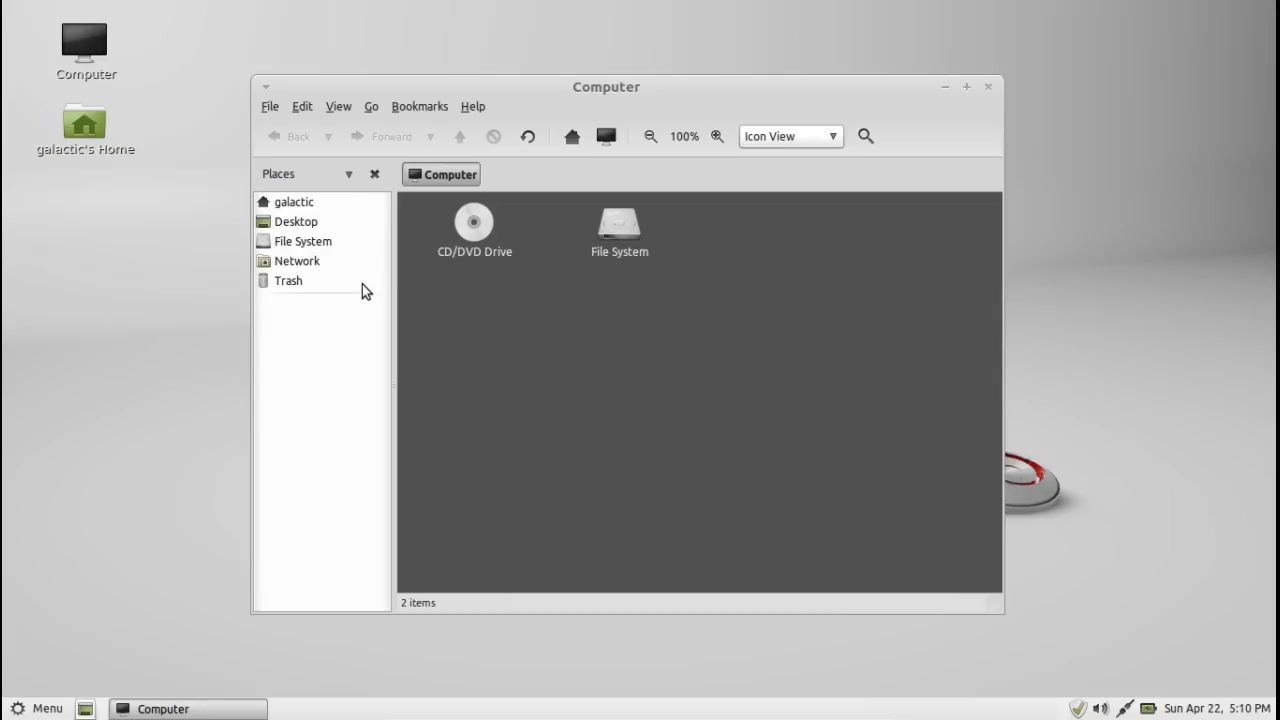 Computer
galactic's Home
Computer
File Edit View Go Bookmarks Help
Back Forward 100% Icon View
Places Computer
galactic
Desktop
File System
Network
Trash
CD/DVD Drive File System
2 items
Menu Computer Sun Apr 22, 5:10 PM